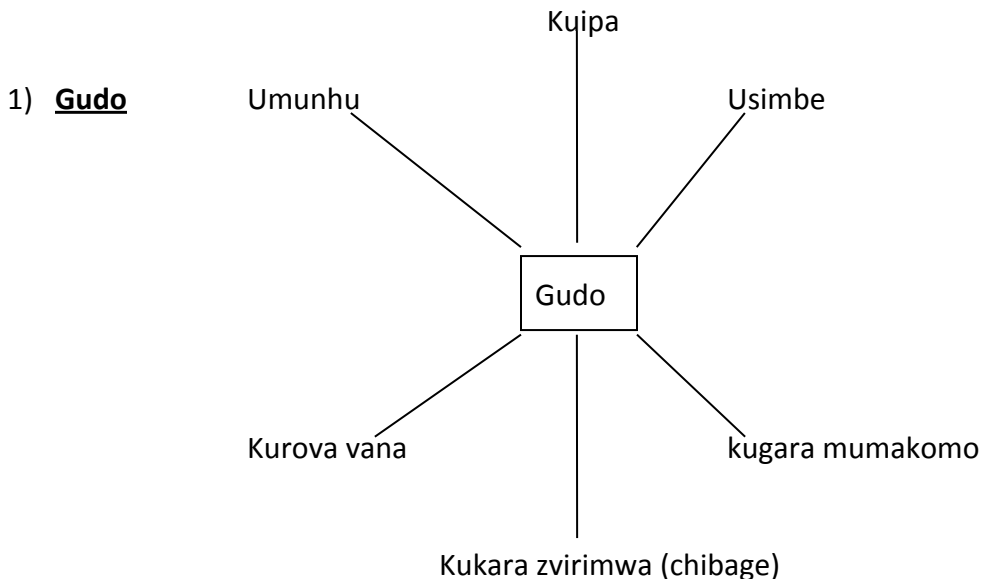 Kuipa
1) Gudo Umunhu Usimbe
Gudo
Kurova vana kugara mumakomo
Kukara zvirimwa (chibage)